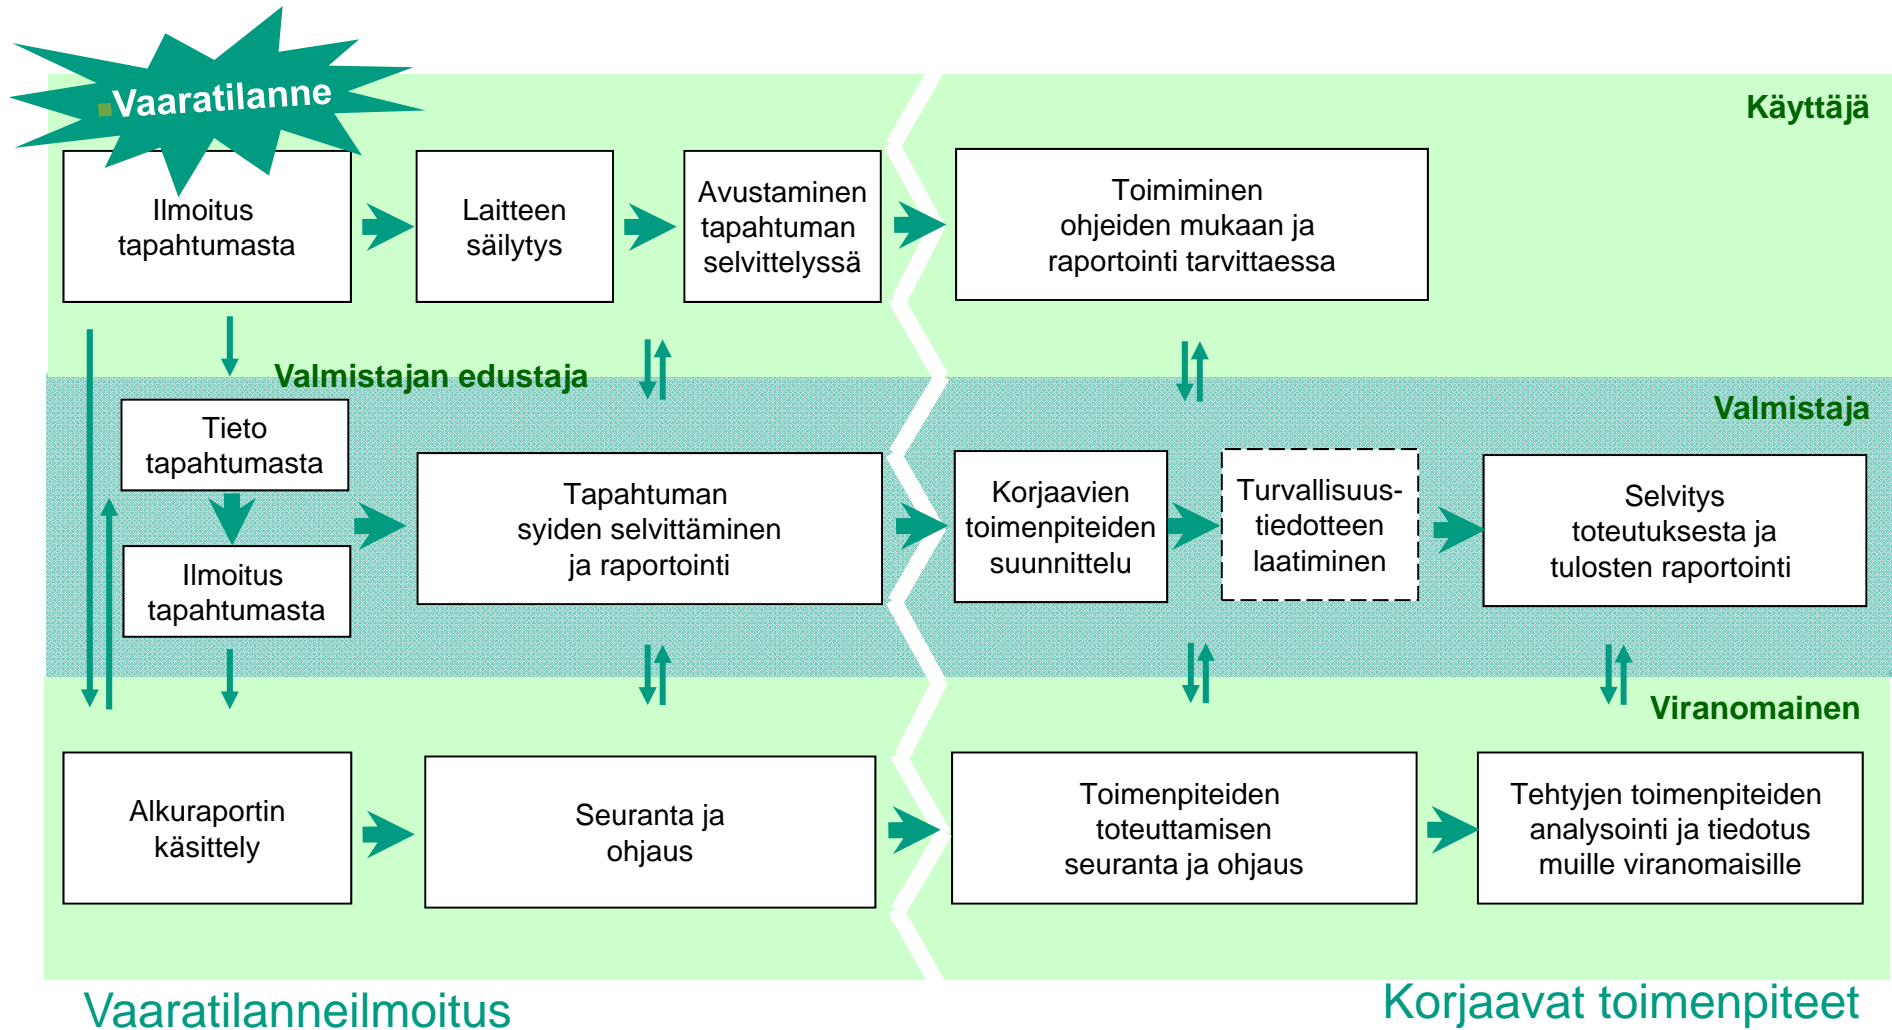 Vaaratilanne
Käyttäjä
Ilmoitus
tapahtumasta
Laitteen
säilytys
Avustaminen
tapahtuman
selvittelyssä
Toimiminen
ohjeiden mukaan ja
raportointi tarvittaessa
Valmistajan edustaja
Valmistaja
Tieto
tapahtumasta
Ilmoitus
tapahtumasta
Tapahtuman
syiden selvittäminen
ja raportointi
Korjaavien
toimenpiteiden
suunnittelu
Turvallisuus-
tiedotteen
laatiminen
Selvitys
toteutuksesta ja
tulosten raportointi
Viranomainen
Alkuraportin
käsittely
Seuranta ja
ohjaus
Toimenpiteiden
toteuttamisen
seuranta ja ohjaus
Tehtyjen toimenpiteiden
analysointi ja tiedotus
muille viranomaisille
Vaaratilanneilmoitus
Korjaavat toimenpiteet